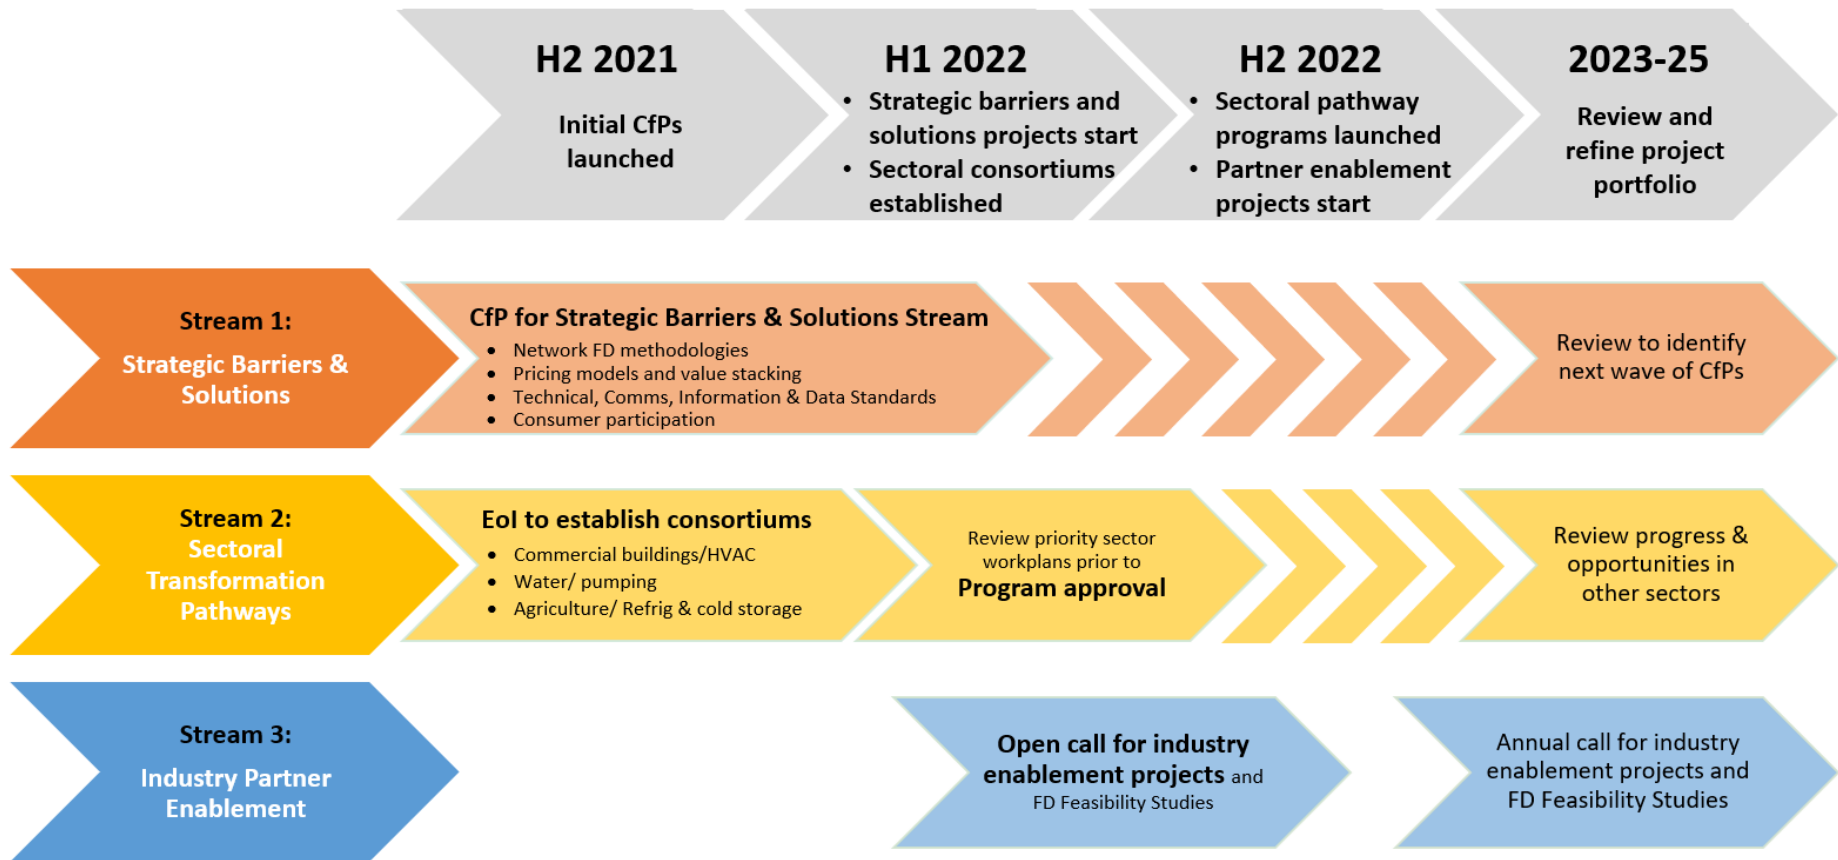 H2 2021
Initial CfPs
launched
H1 2022
• Strategic barriers and
solutions projects start
• Sectoral consortiums
established
H2 2022
• Sectoral pathway
programs launched
• Partner enablement
projects start
2023-25
Review and
refine project
portfolio
Stream 1:
Strategic Barriers &
Solutions
CfP for Strategic Barriers & Solutions Stream
• Network FD methodologies
• Pricing models and value stacking
• Technical, Comms, Information & Data Standards
• Consumer participation
Review to identify
next wave of CfPs
Stream 2:
Sectoral
Transformation
Pathways
EoI to establish consortiums
• Commercial buildings/HVAC
• Water/ pumping
• Agriculture/ Refrig & cold storage
Review priority sector
workplans prior to
Program approval
Review progress &
opportunities in
other sectors
Stream 3:
Industry Partner
Enablement
Open call for industry
enablement projects and
FD Feasibility Studies
Annual call for industry
enablement projects and
FD Feasibility Studies